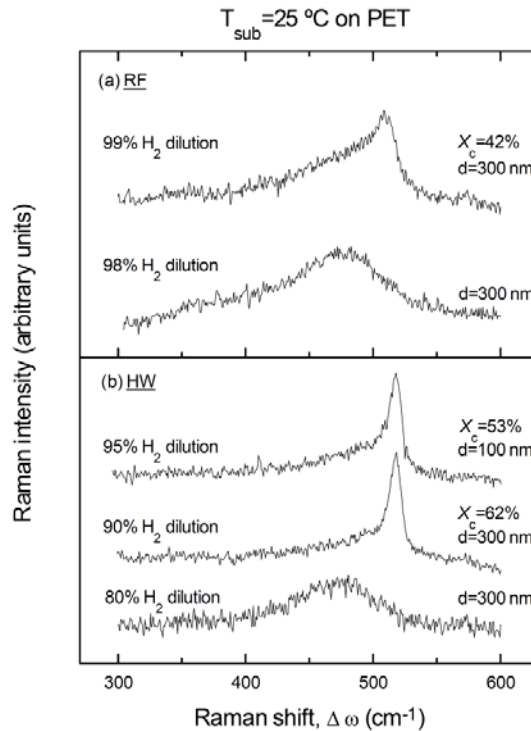 T_sub=25 ºC on PET
(a) RF
99% H₂ dilution
X_c=42%
d=300 nm
98% H₂ dilution
d=300 nm
(b) HW
95% H₂ dilution
X_c=53%
d=100 nm
90% H₂ dilution
X_c=62%
d=300 nm
80% H₂ dilution
d=300 nm
300 400 500 600
Raman shift, Δ ω (cm⁻¹)
Raman intensity (arbitrary units)